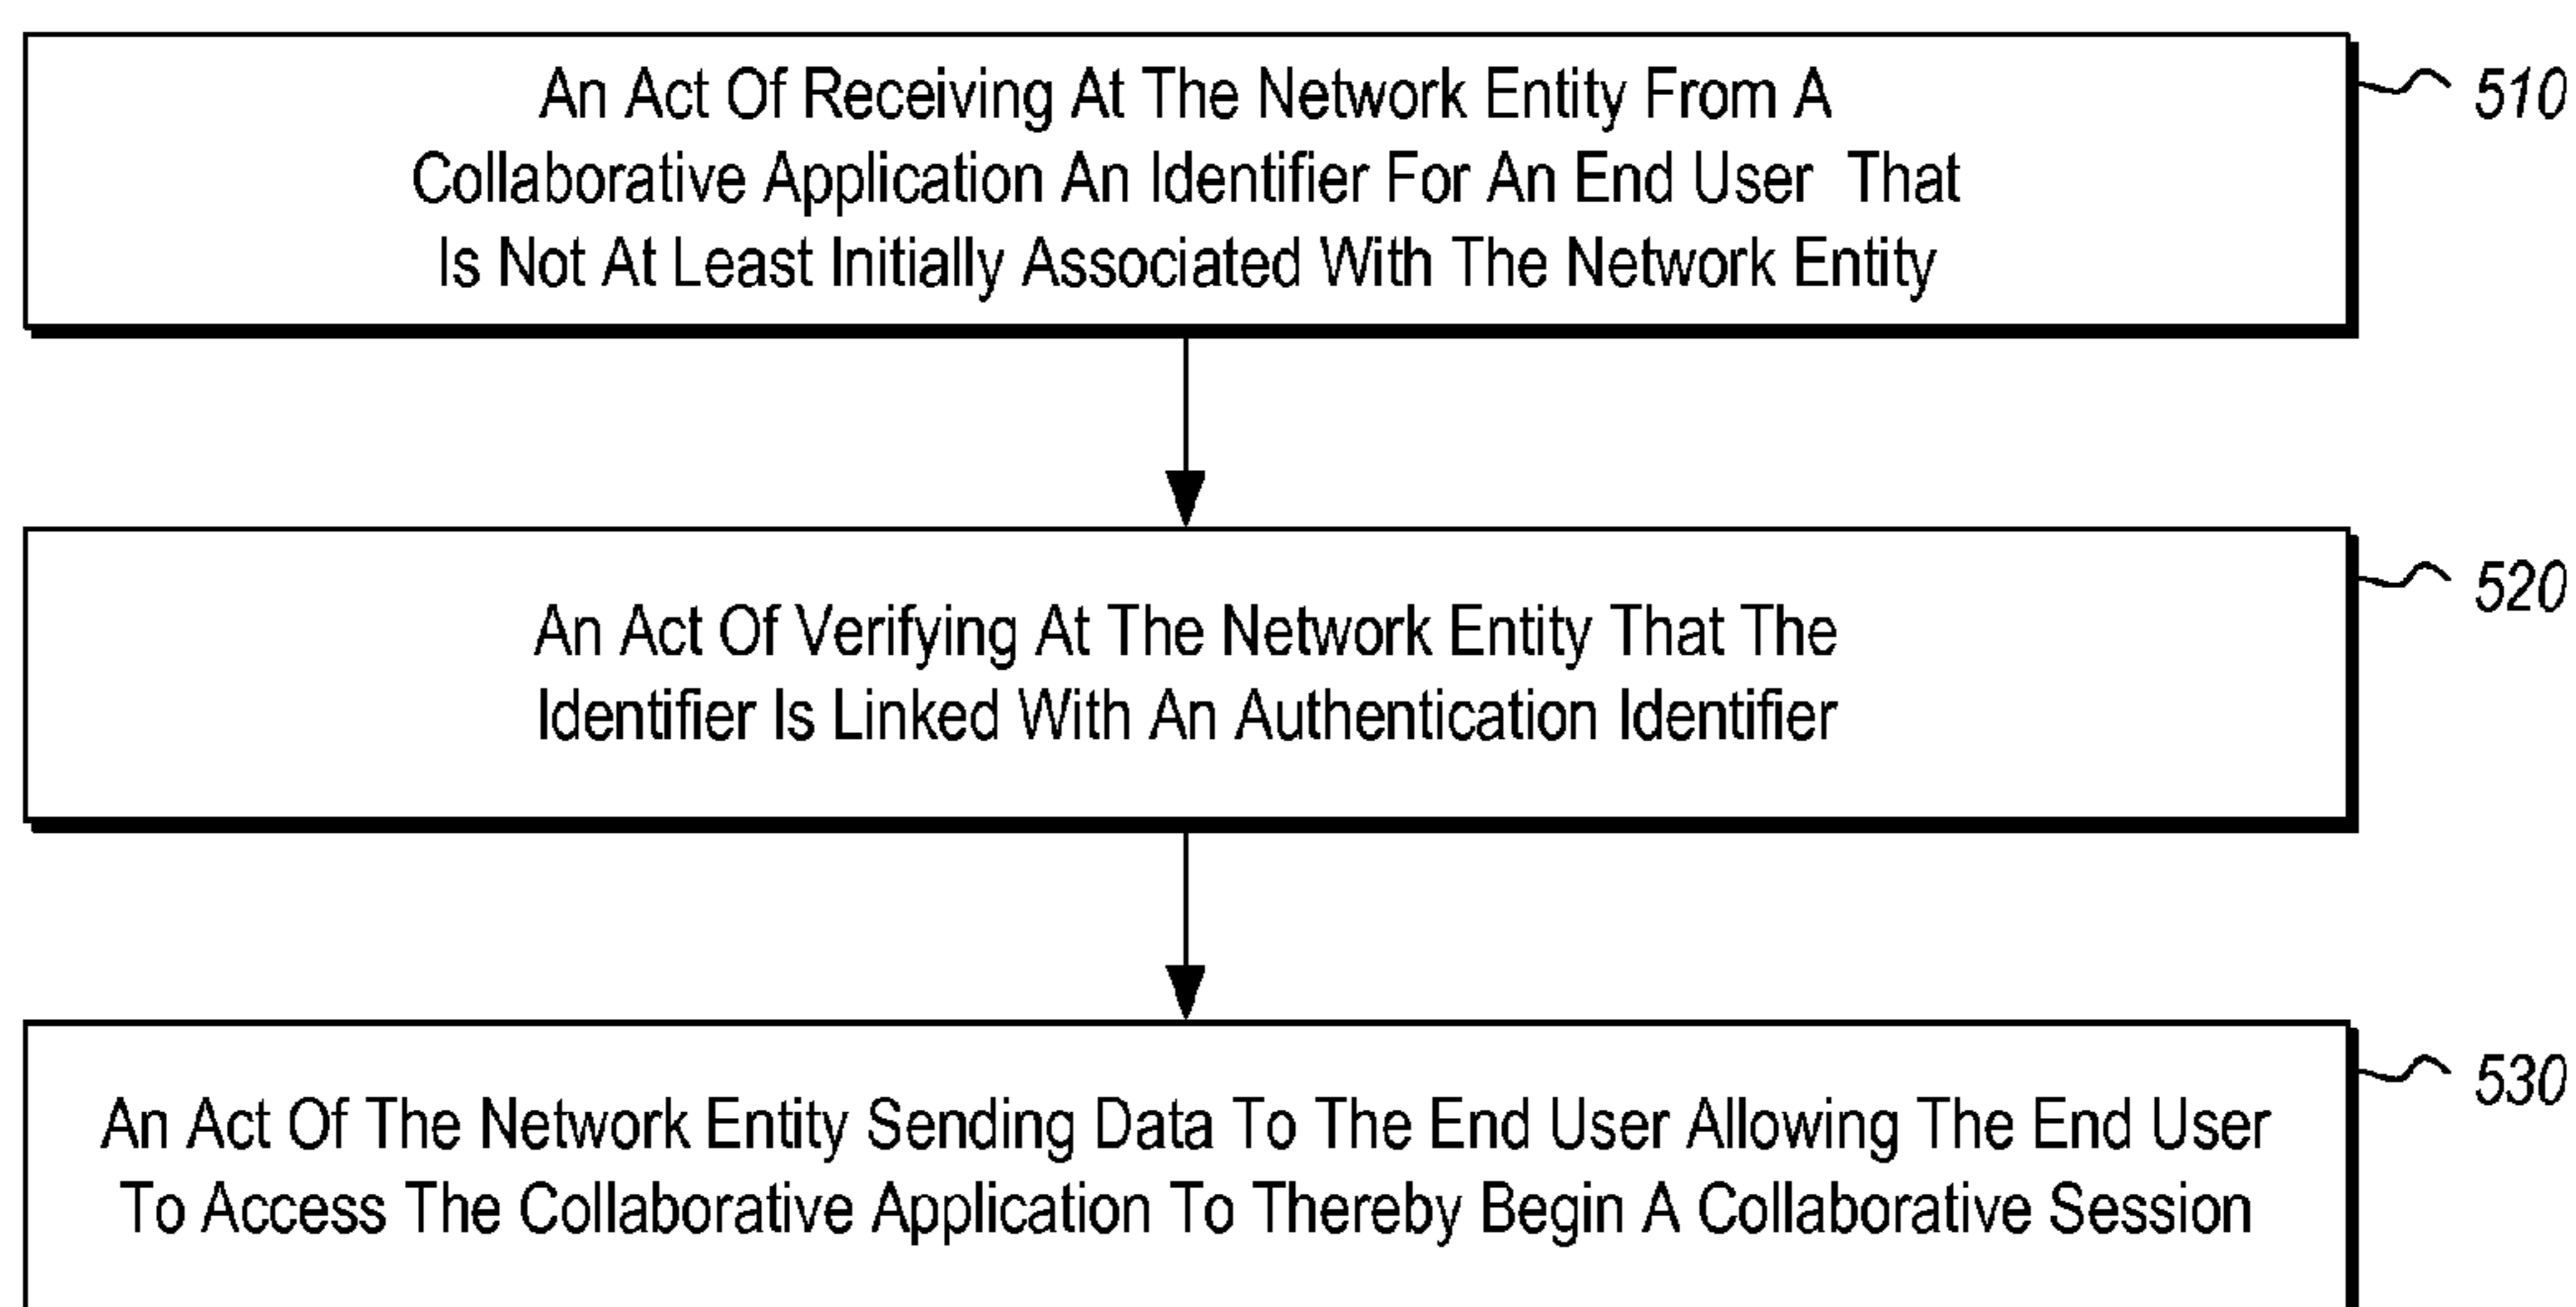 An Act Of Receiving At The Network Entity From A
Collaborative Application An Identifier For An End User That
Is Not At Least Initially Associated With The Network Entity
510
An Act Of Verifying At The Network Entity That The
Identifier Is Linked With An Authentication Identifier
520
An Act Of The Network Entity Sending Data To The End User Allowing The End User
To Access The Collaborative Application To Thereby Begin A Collaborative Session
530